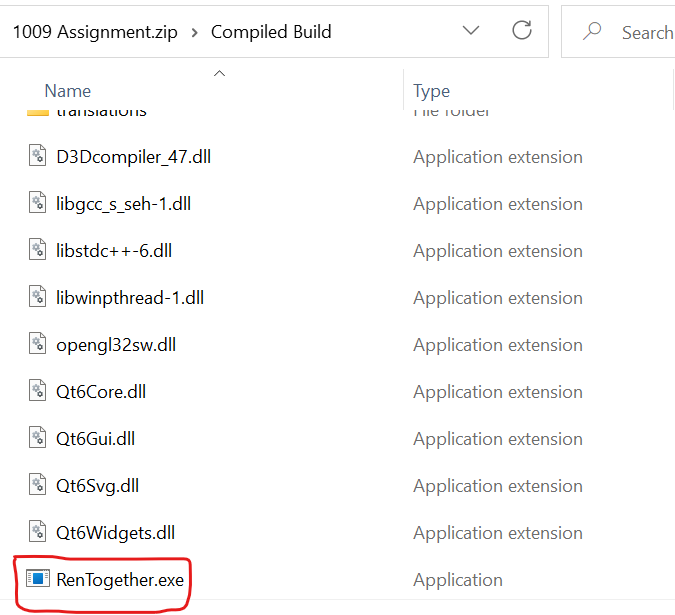 1009 Assignment.zip > Compiled Build Search
Name Type
translations File folder
D3Dcompiler_47.dll Application extension
libgcc_s_seh-1.dll Application extension
libstdc++-6.dll Application extension
libwinpthread-1.dll Application extension
opengl32sw.dll Application extension
Qt6Core.dll Application extension
Qt6Gui.dll Application extension
Qt6Svg.dll Application extension
Qt6Widgets.dll Application extension
RenTogether.exe Application